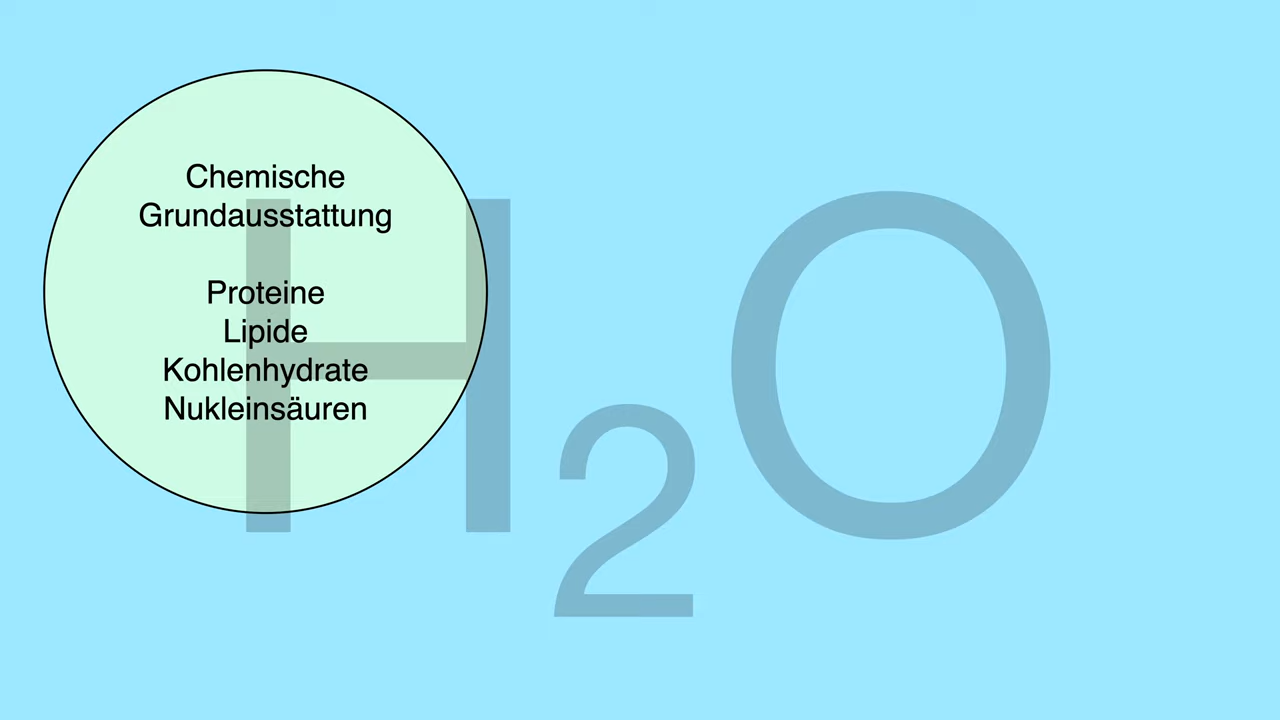 Chemische
Grundausstattung
Proteine
Lipide
Kohlenhydrate
Nukleinsäuren
H2O